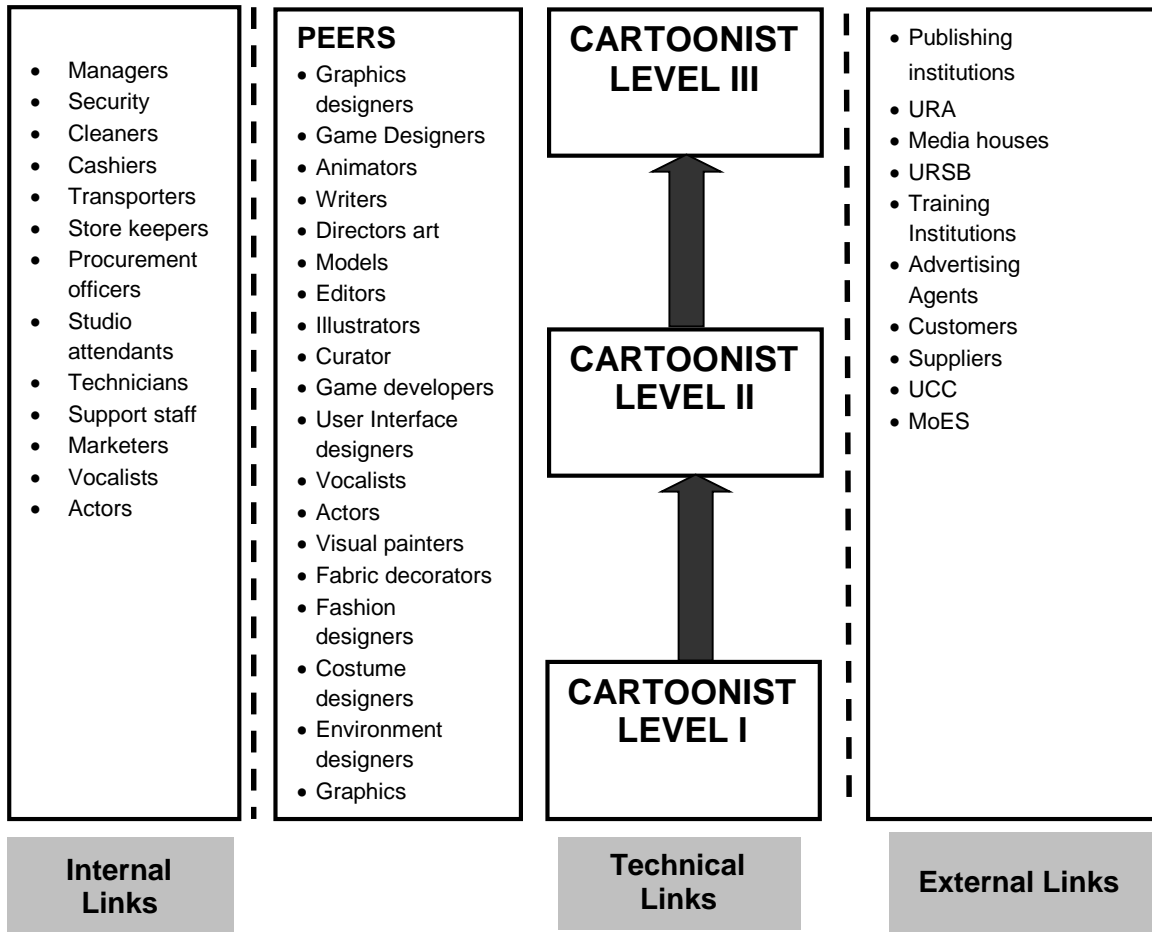 • Managers
• Security
• Cleaners
• Cashiers
• Transporters
• Store keepers
• Procurement
officers
• Studio
attendants
• Technicians
• Support staff
• Marketers
• Vocalists
• Actors
PEERS
• Graphics
designers
• Game Designers
• Animators
• Writers
• Directors art
• Models
• Editors
• Illustrators
• Curator
• Game developers
• User Interface
designers
• Vocalists
• Actors
• Visual painters
• Fabric decorators
• Fashion
designers
• Costume
designers
• Environment
designers
• Graphics
CARTOONIST
LEVEL III
CARTOONIST
LEVEL II
CARTOONIST
LEVEL I
• Publishing
institutions
• URA
• Media houses
• URSB
• Training
Institutions
• Advertising
Agents
• Customers
• Suppliers
• UCC
• MoES
Internal
Links
Technical
Links
External Links